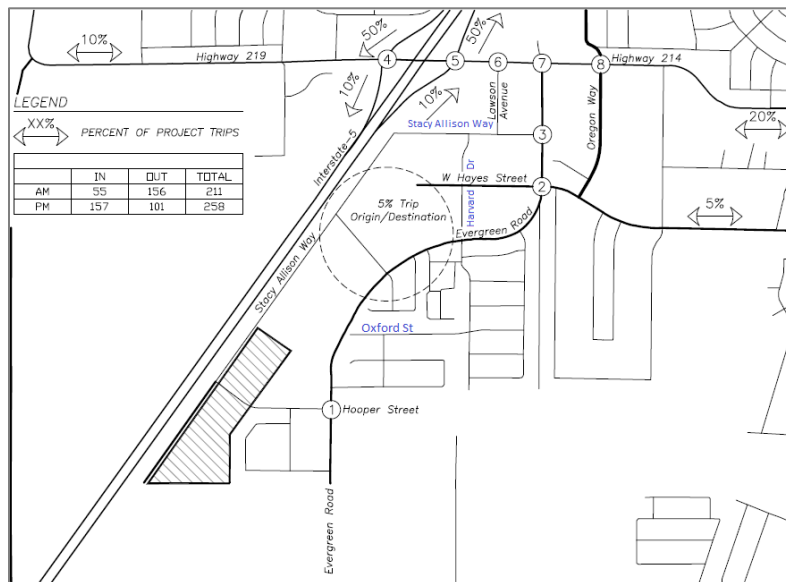 10%
50%
50%
Highway 219
4
5
6
7
8
Highway 214
LEGEND
XX%
PERCENT OF PROJECT TRIPS
10%
10%
Lawson
Avenue
Oregon Way
20%
Interstate-5
Stacy Allison Way
3
IN OUT TOTAL
AM 55 156 211
PM 157 101 258
W Hayes Street
2
Harvard Dr
5% Trip
Origin/Destination
5%
Evergreen Road
Stacy Allison Way
Oxford St
1
Hooper Street
Evergreen Road